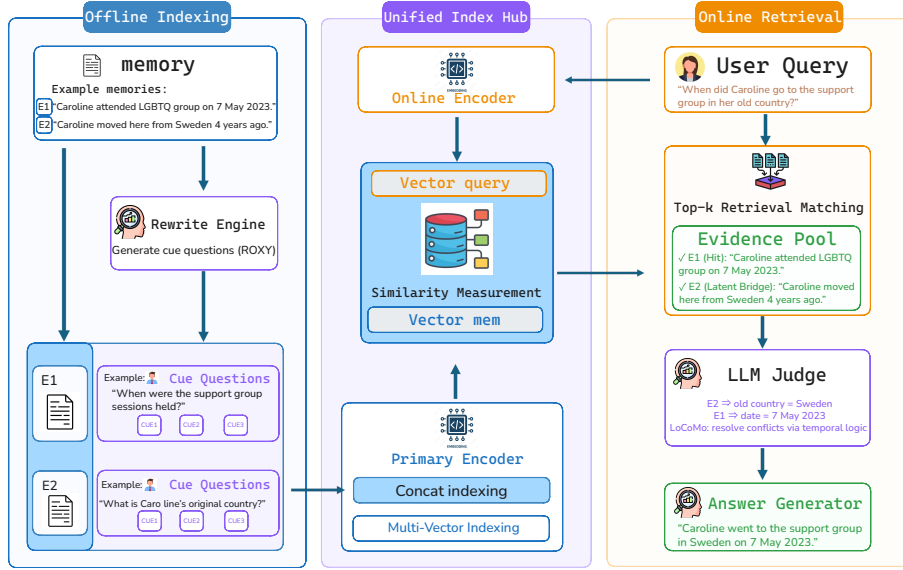 Offline Indexing
memory
Example memories:
E1 “Caroline attended LGBTQ group on 7 May 2023.”
E2 “Caroline moved here from Sweden 4 years ago.”
Rewrite Engine
Generate cue questions (ROXY)
E1
Example: Cue Questions
“When were the support group
sessions held?”
CUE1 CUE2 CUE3
E2
Example: Cue Questions
“What is Caro line’s original country?”
CUE1 CUE2 CUE3
Unified Index Hub
EMBEDDING
Online Encoder
Vector query
Similarity Measurement
Vector mem
EMBEDDING
Primary Encoder
Concat indexing
Multi-Vector Indexing
Online Retrieval
User Query
“When did Caroline go to the support
group in her old country?”
Top-k Retrieval Matching
Evidence Pool
✓ E1 (Hit): “Caroline attended LGBTQ
group on 7 May 2023.”
✓ E2 (Latent Bridge): “Caroline moved
here from Sweden 4 years ago.”
LLM Judge
E2 ⇒ old country = Sweden
E1 ⇒ date = 7 May 2023
LoCoMo: resolve conflicts via temporal logic
Answer Generator
“Caroline went to the support group
in Sweden on 7 May 2023.”